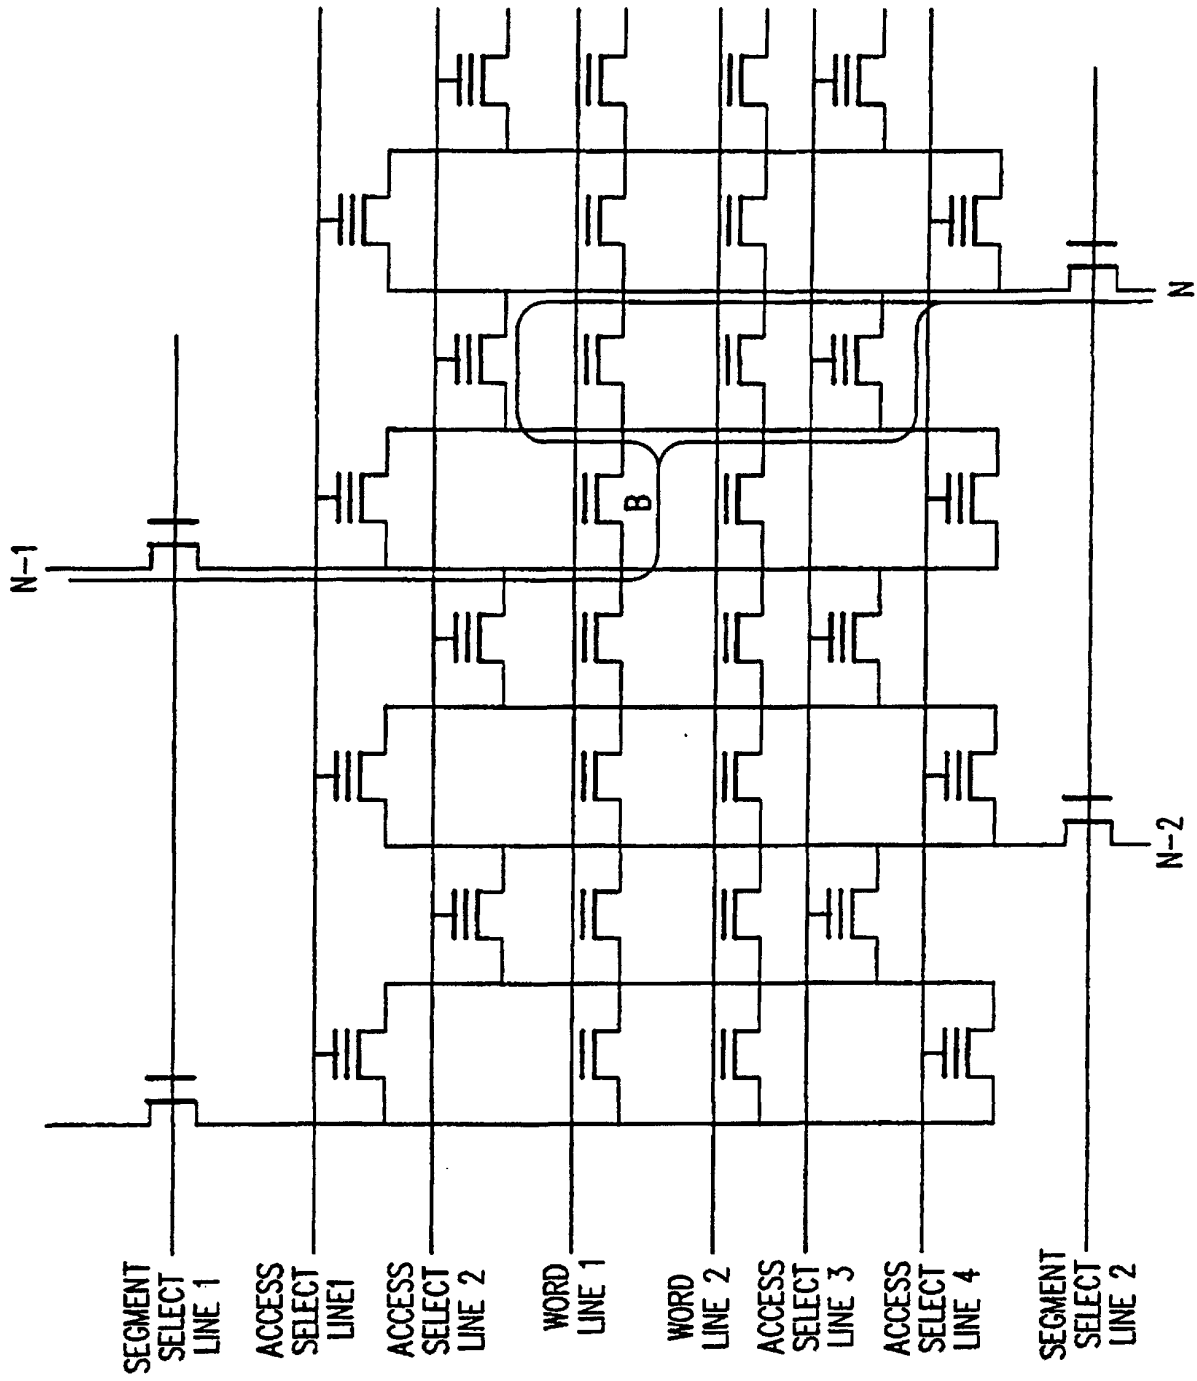 N-1
SEGMENT
SELECT
LINE 1
ACCESS
SELECT
LINE1
ACCESS
SELECT
LINE 2
WORD
LINE 1
WORD
LINE 2
ACCESS
SELECT
LINE 3
ACCESS
SELECT
LINE 4
SEGMENT
SELECT
LINE 2
B
N-2
N